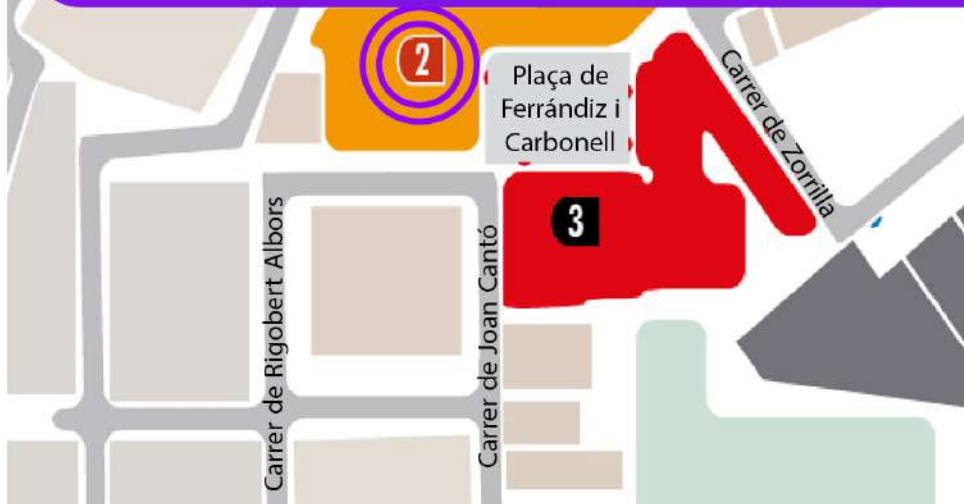 2
Plaça de
Ferrándiz i
Carbonell
Carrer de Zorrilla
3
Carrer de Rigobert Albors
Carrer de Joan Cantó